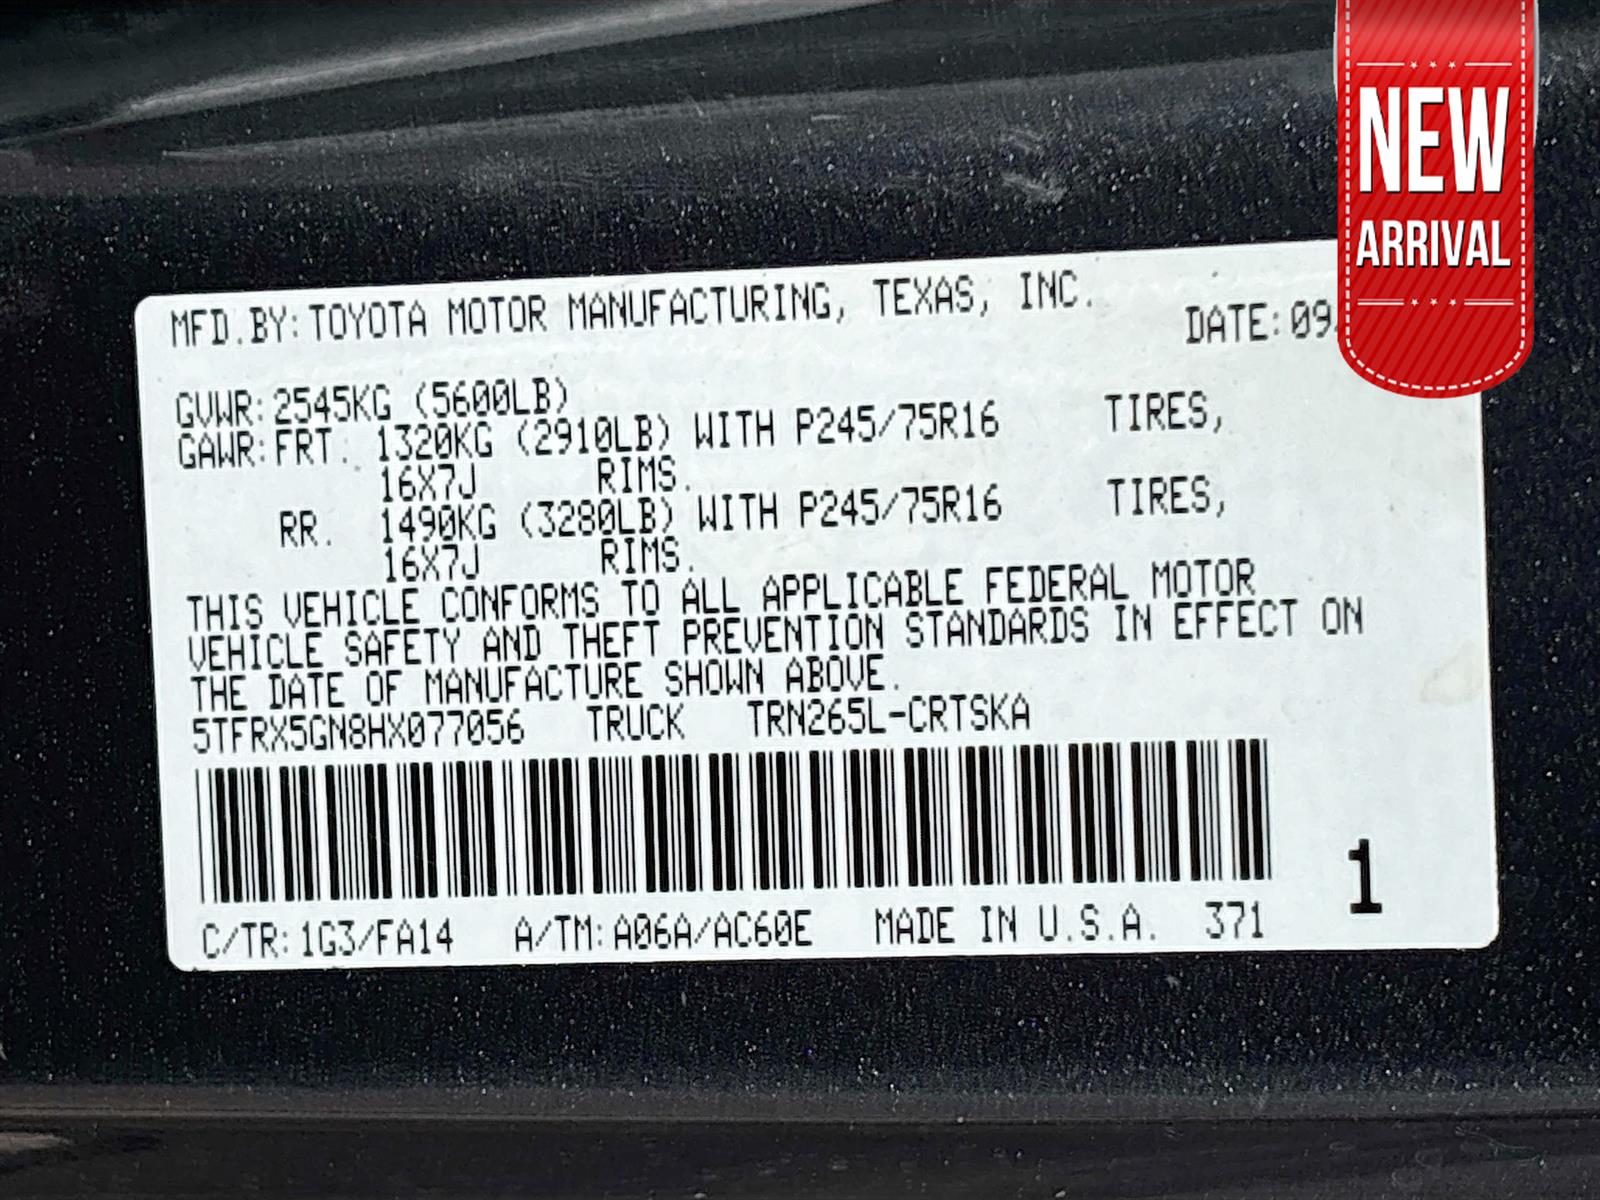 NEW
ARRIVAL
MFD.BY:TOYOTA MOTOR MANUFACTURING, TEXAS, INC.
DATE:09
GVWR:2545KG (5600LB)
GAWR:FRT. 1320KG (2910LB) WITH P245/75R16 TIRES,
16X7J RIMS.
RR. 1490KG (3280LB) WITH P245/75R16 TIRES,
16X7J RIMS.
THIS VEHICLE CONFORMS TO ALL APPLICABLE FEDERAL MOTOR
VEHICLE SAFETY AND THEFT PREVENTION STANDARDS IN EFFECT ON
THE DATE OF MANUFACTURE SHOWN ABOVE.
5TFRX5GN8HX077056 TRUCK TRN265L-CRTSKA
1
C/TR:1G3/FA14 A/TM:A06A/AC60E MADE IN U.S.A. 371